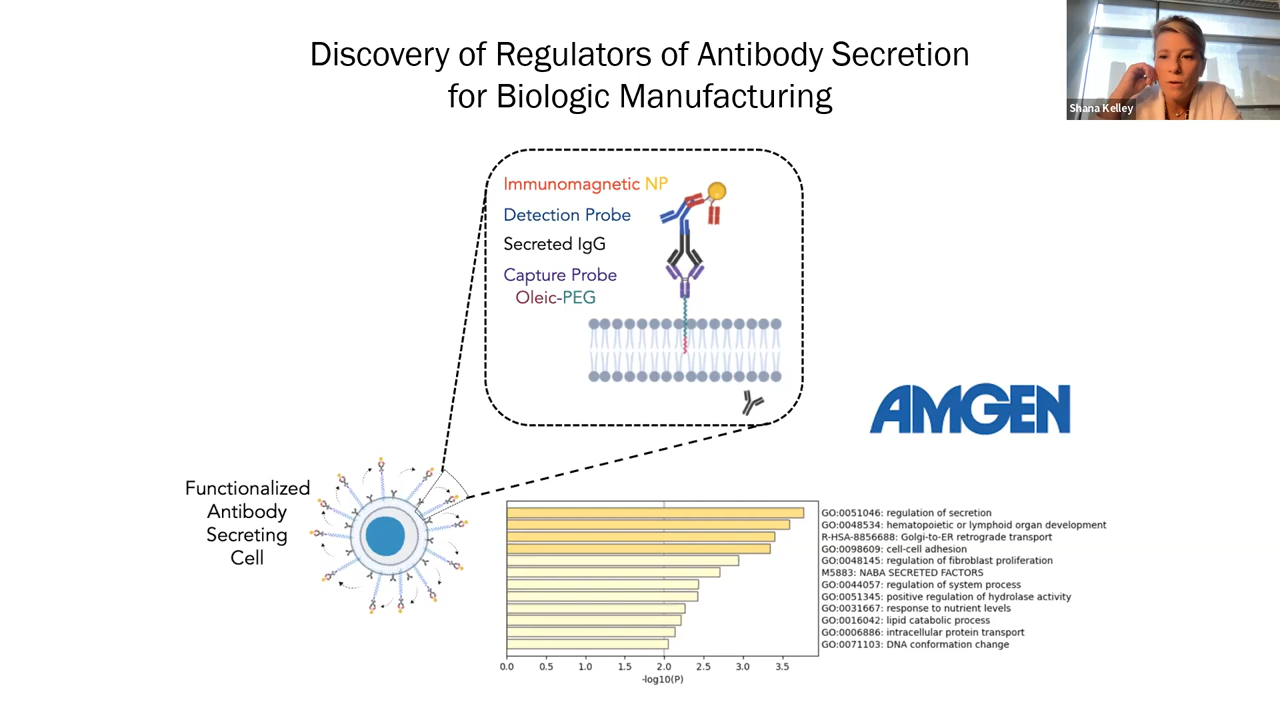 Discovery of Regulators of Antibody Secretion
for Biologic Manufacturing
Shana Kelley
Immunomagnetic NP
Detection Probe
Secreted IgG
Capture Probe
Oleic-PEG
AMGEN
Functionalized
Antibody
Secreting
Cell
GO:0051046: regulation of secretion
GO:0048534: hematopoietic or lymphoid organ development
R-HSA-8856688: Golgi-to-ER retrograde transport
GO:0098609: cell-cell adhesion
GO:0048145: regulation of fibroblast proliferation
M5883: NABA SECRETED FACTORS
GO:0044057: regulation of system process
GO:0051345: positive regulation of hydrolase activity
GO:0031667: response to nutrient levels
GO:0016042: lipid catabolic process
GO:0006886: intracellular protein transport
GO:0071103: DNA conformation change
0.0 0.5 1.0 1.5 2.0 2.5 3.0 3.5
-log10(P)